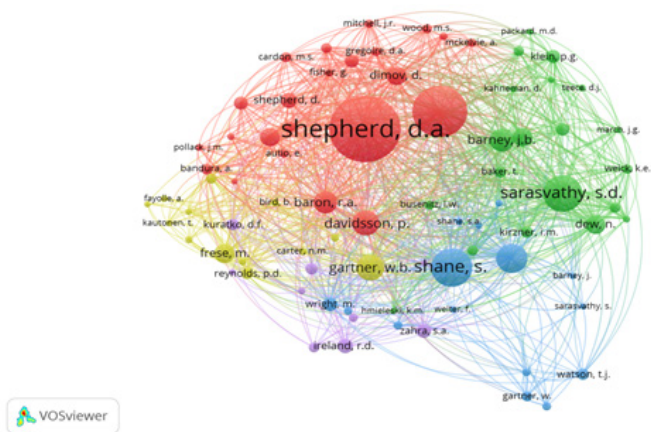 mitchell, j.r.
wood, m.s.
packard, m.d.
mckelvie, a.
gregoire, d.a.
cardon, m.s.
klein, p.g.
fisher, g.
dimov, d.
kahneman, d.
teece, d.j.
shepherd, d.
shepherd, d.a.
barney, j.b.
march, j.g.
pollack, j.m.
autio, e.
baker, t.
weick, k.e.
bandura, a.
sarasvathy, s.d.
fayolle, a.
bird, b.
baron, r.a.
busenitz, l.w.
kautonen, t.
kuratko, d.f.
davidsson, p.
shane, s.a.
kirzner, i.m.
dew, n.
frese, m.
carter, n.m.
gartner, w.b.
shane, s.
reynolds, p.d.
barney, j.
wright, m.
hmieleski, k.m.
welter, f.
sarasvathy, s.
zahra, s.a.
ireland, r.d.
watson, t.j.
gartner, w.
VOSviewer